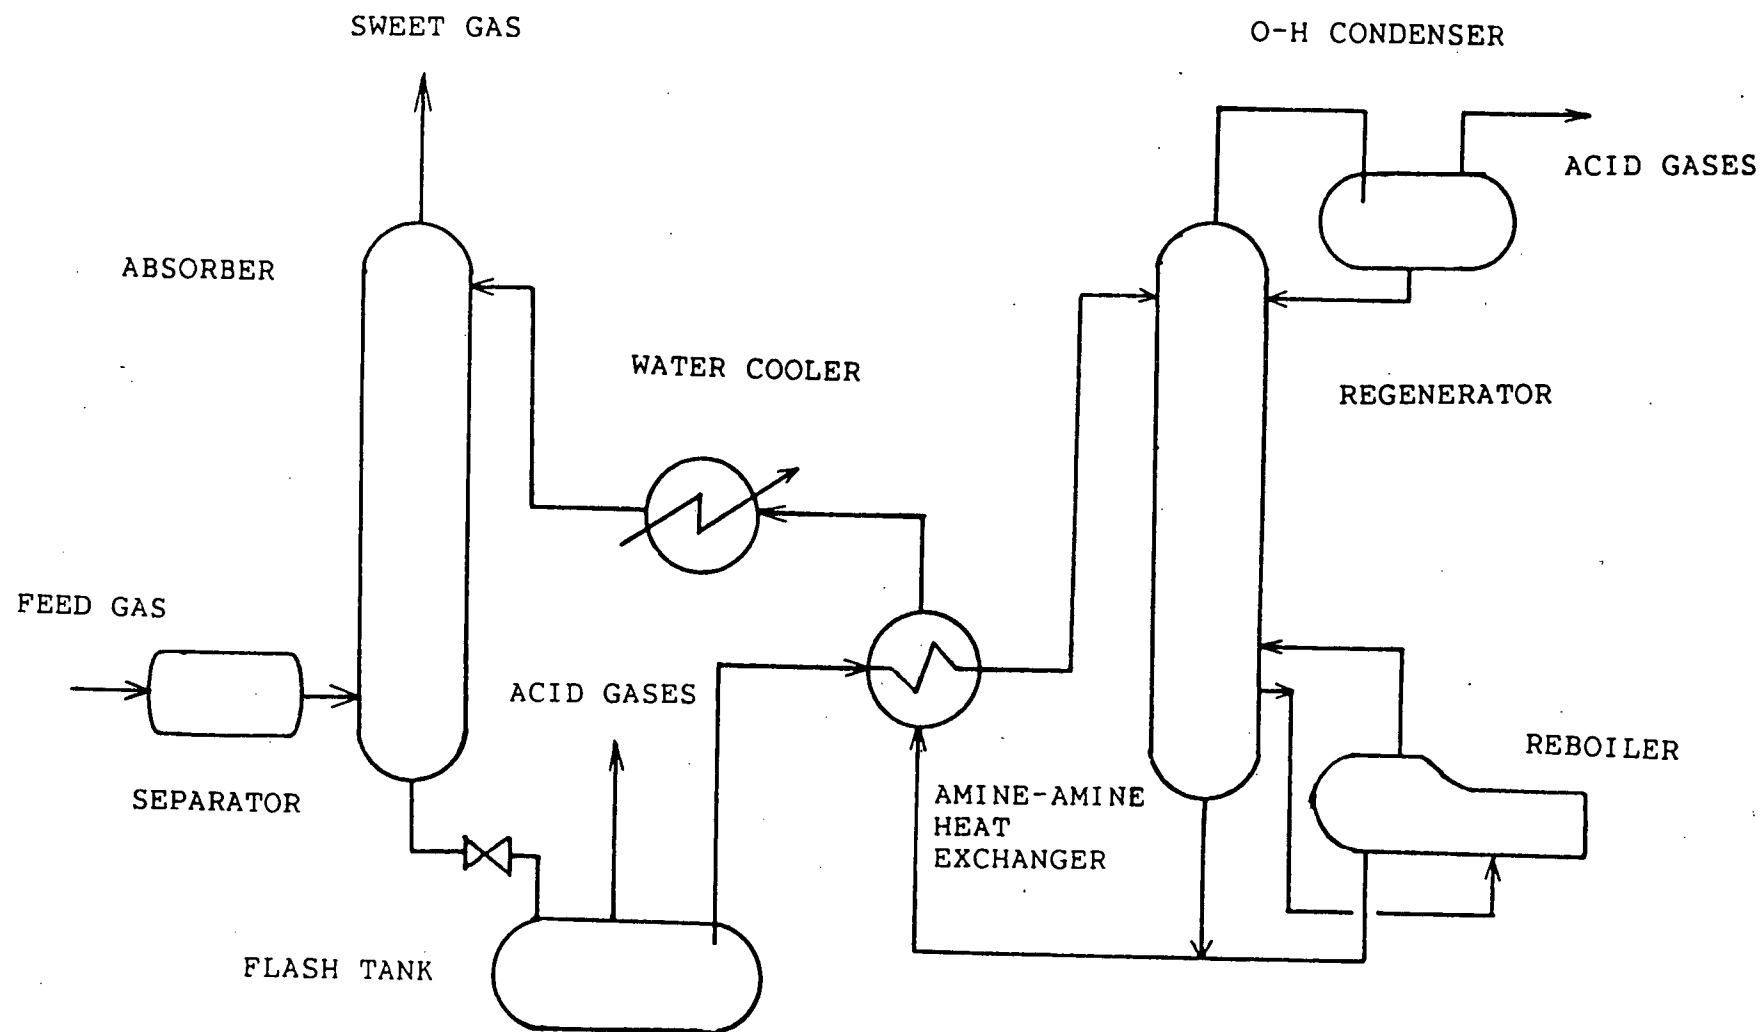 SWEET GAS
O-H CONDENSER
ACID GASES
ABSORBER
WATER COOLER
REGENERATOR
FEED GAS
ACID GASES
REBOILER
SEPARATOR
AMINE-AMINE
HEAT
EXCHANGER
FLASH TANK